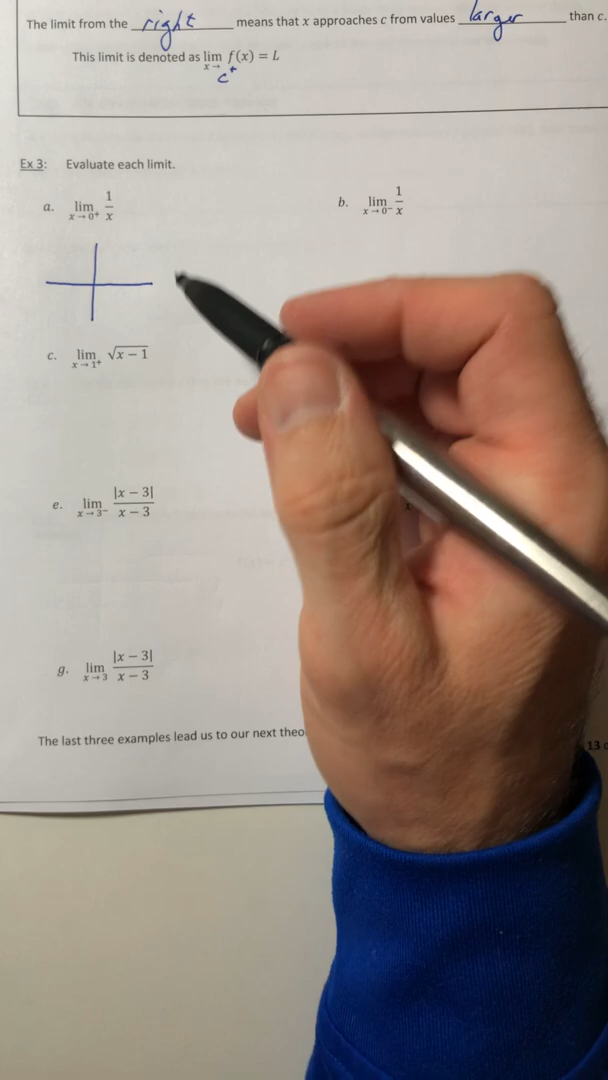 The limit from the right means that x approaches c from values larger than c.
This limit is denoted as lim x→c⁺ f(x) = L
Ex 3: Evaluate each limit.
a. lim x→0⁺ 1/x
b. lim x→0⁻ 1/x
c. lim x→1⁺ √(x − 1)
e. lim x→3⁻ |x − 3|/(x − 3)
g. lim x→3 |x − 3|/(x − 3)
The last three examples lead us to our next theo
13